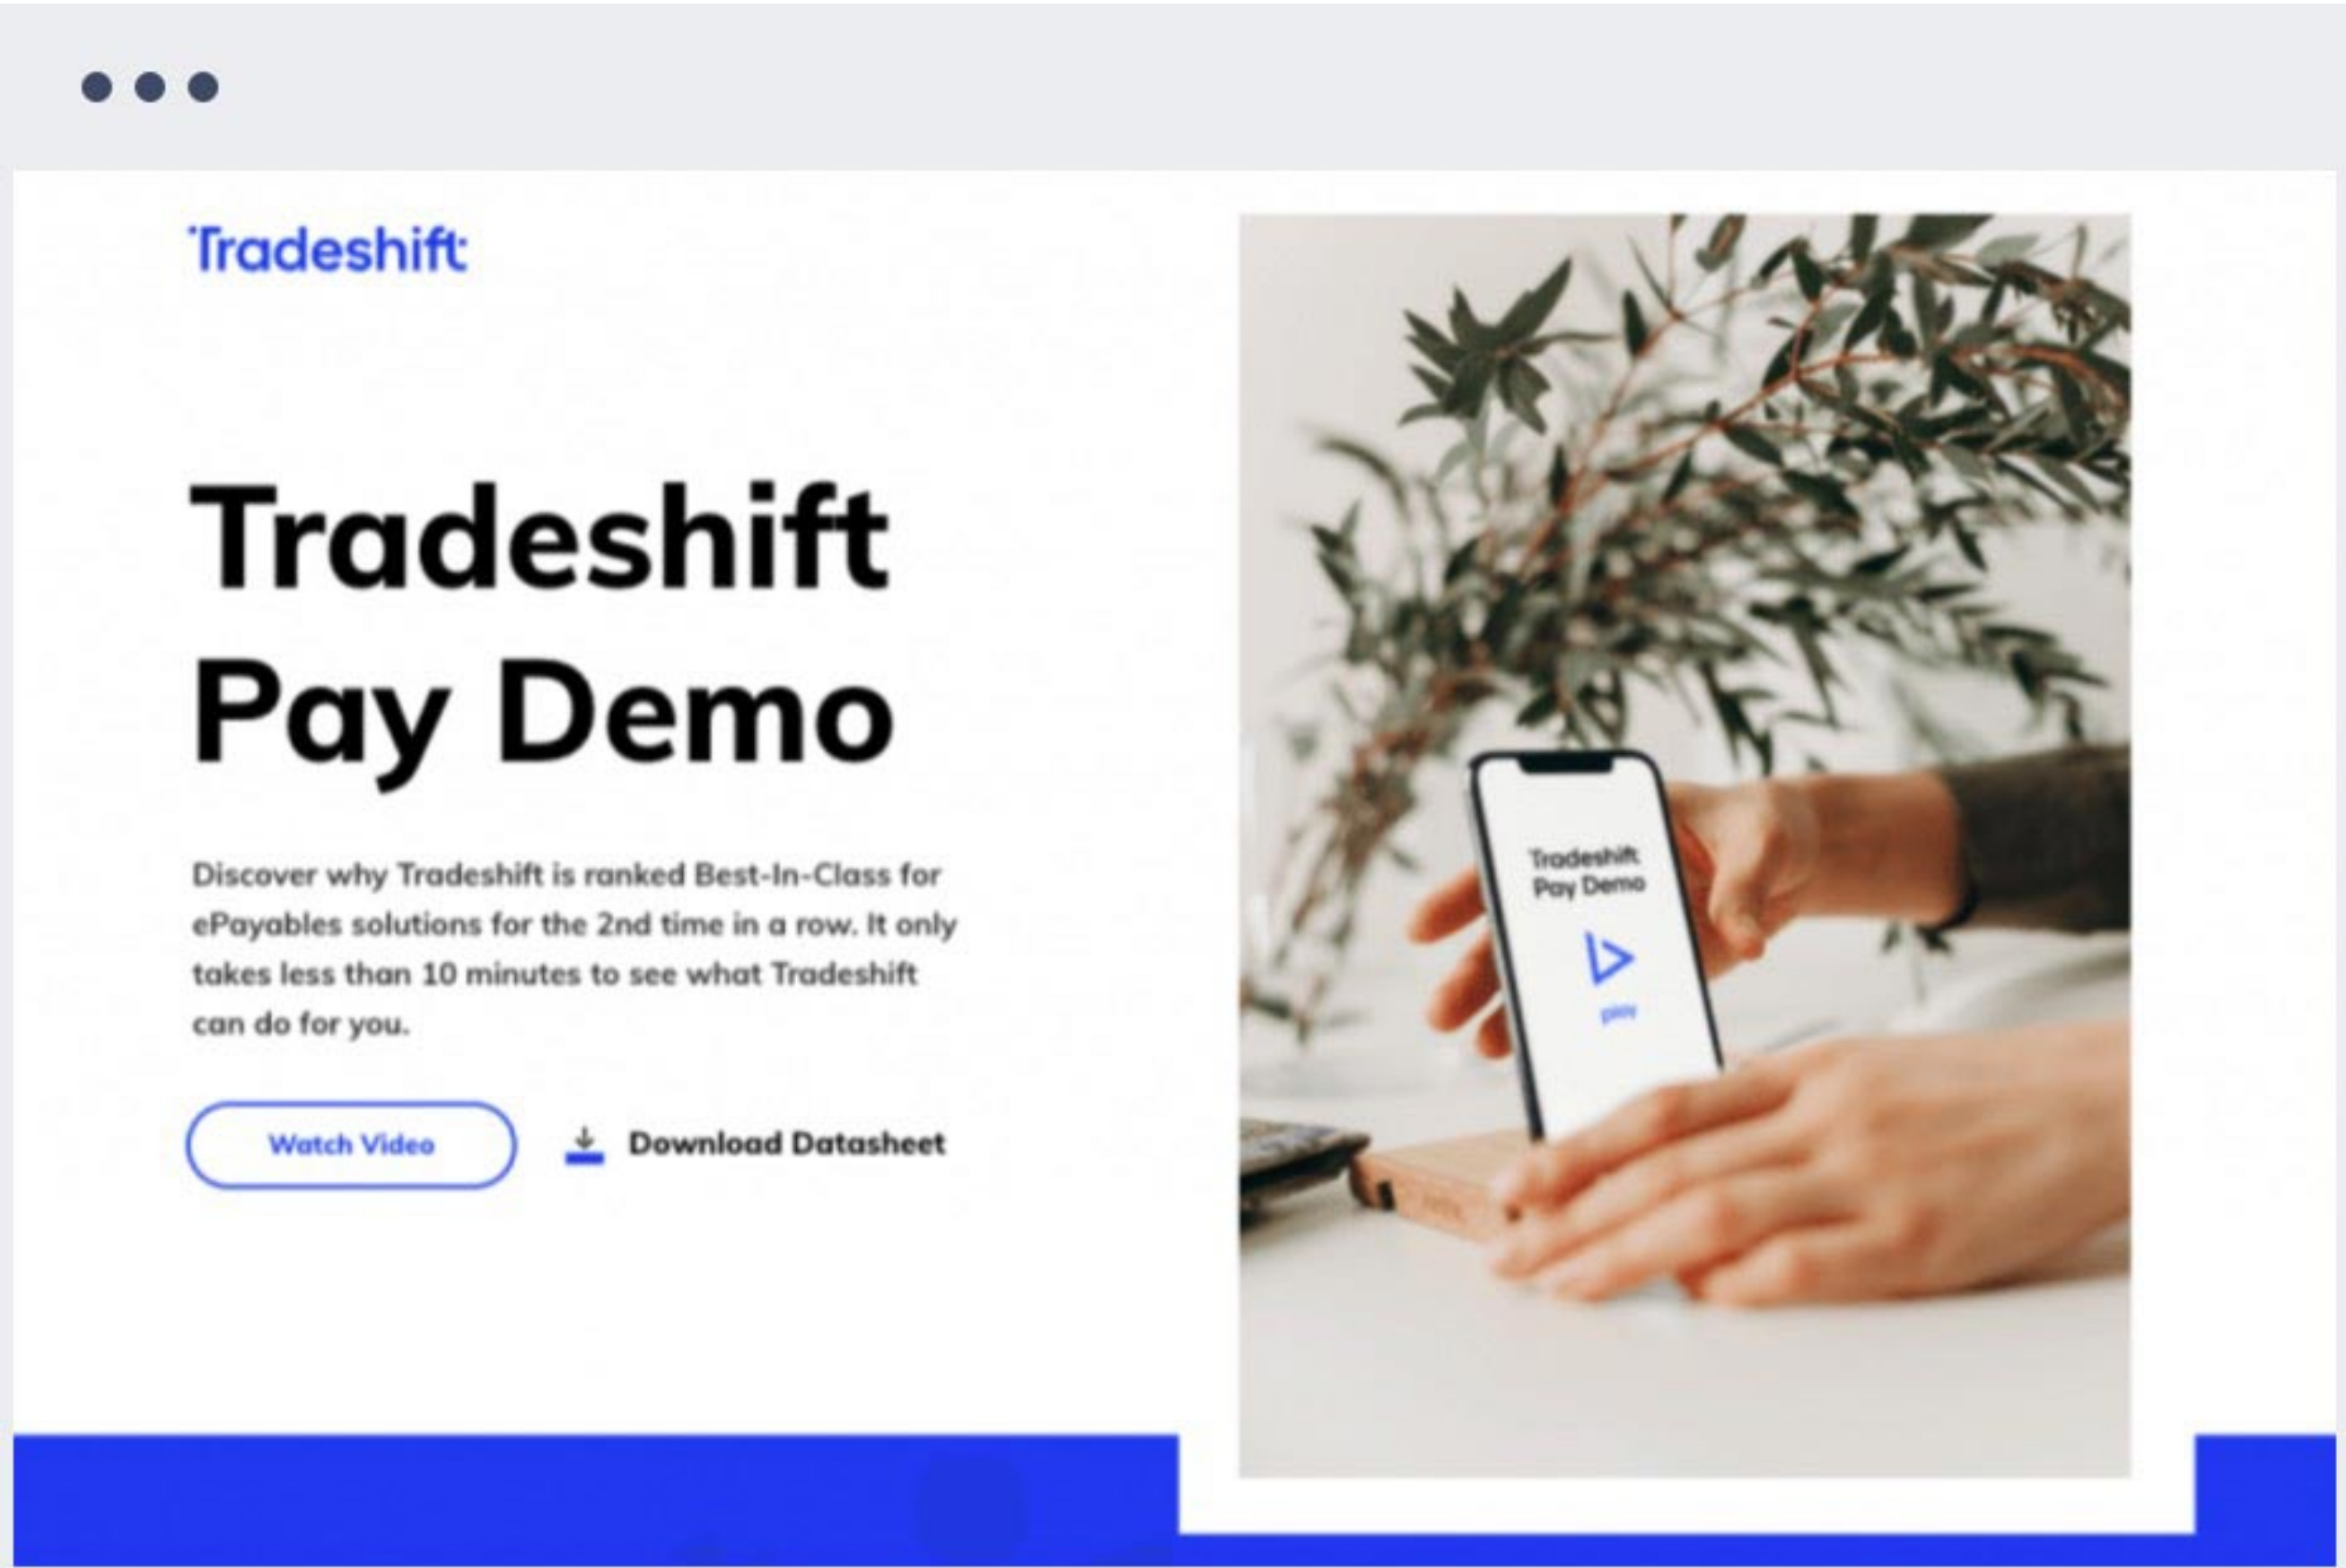 Tradeshift
Tradeshift
Pay Demo
Discover why Tradeshift is ranked Best-In-Class for
ePayables solutions for the 2nd time in a row. It only
takes less than 10 minutes to see what Tradeshift
can do for you.
Watch Video
Download Datasheet
Tradeshift
Pay Demo
play